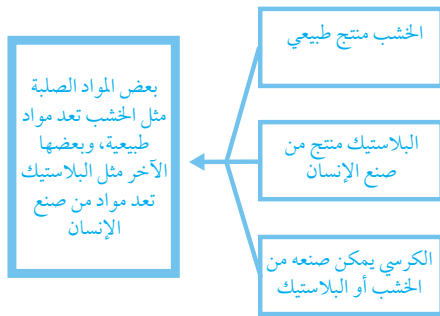 الخشب منتج طبيعي
البلاستيك منتج من
صنع الإنسان
الكرسي يمكن صنعه من
الخشب أو البلاستيك
بعض المواد الصلبة
مثل الخشب تعد مواد
طبيعية، وبعضها
الآخر مثل البلاستيك
تعد مواد من صنع
الإنسان